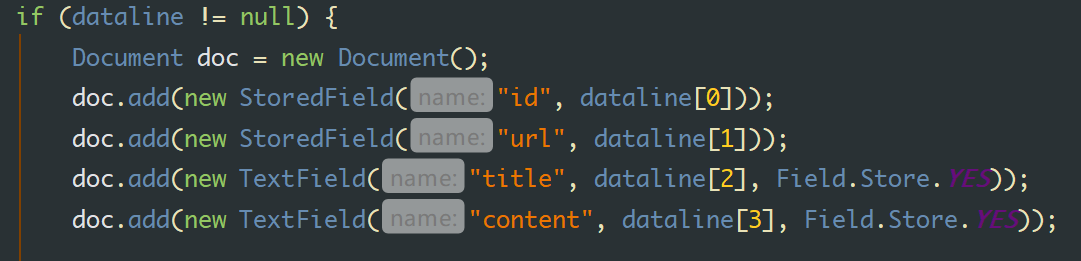 if (dataline != null) {
Document doc = new Document();
doc.add(new StoredField( name: "id", dataline[0]));
doc.add(new StoredField( name: "url", dataline[1]));
doc.add(new TextField( name: "title", dataline[2], Field.Store.YES));
doc.add(new TextField( name: "content", dataline[3], Field.Store.YES));